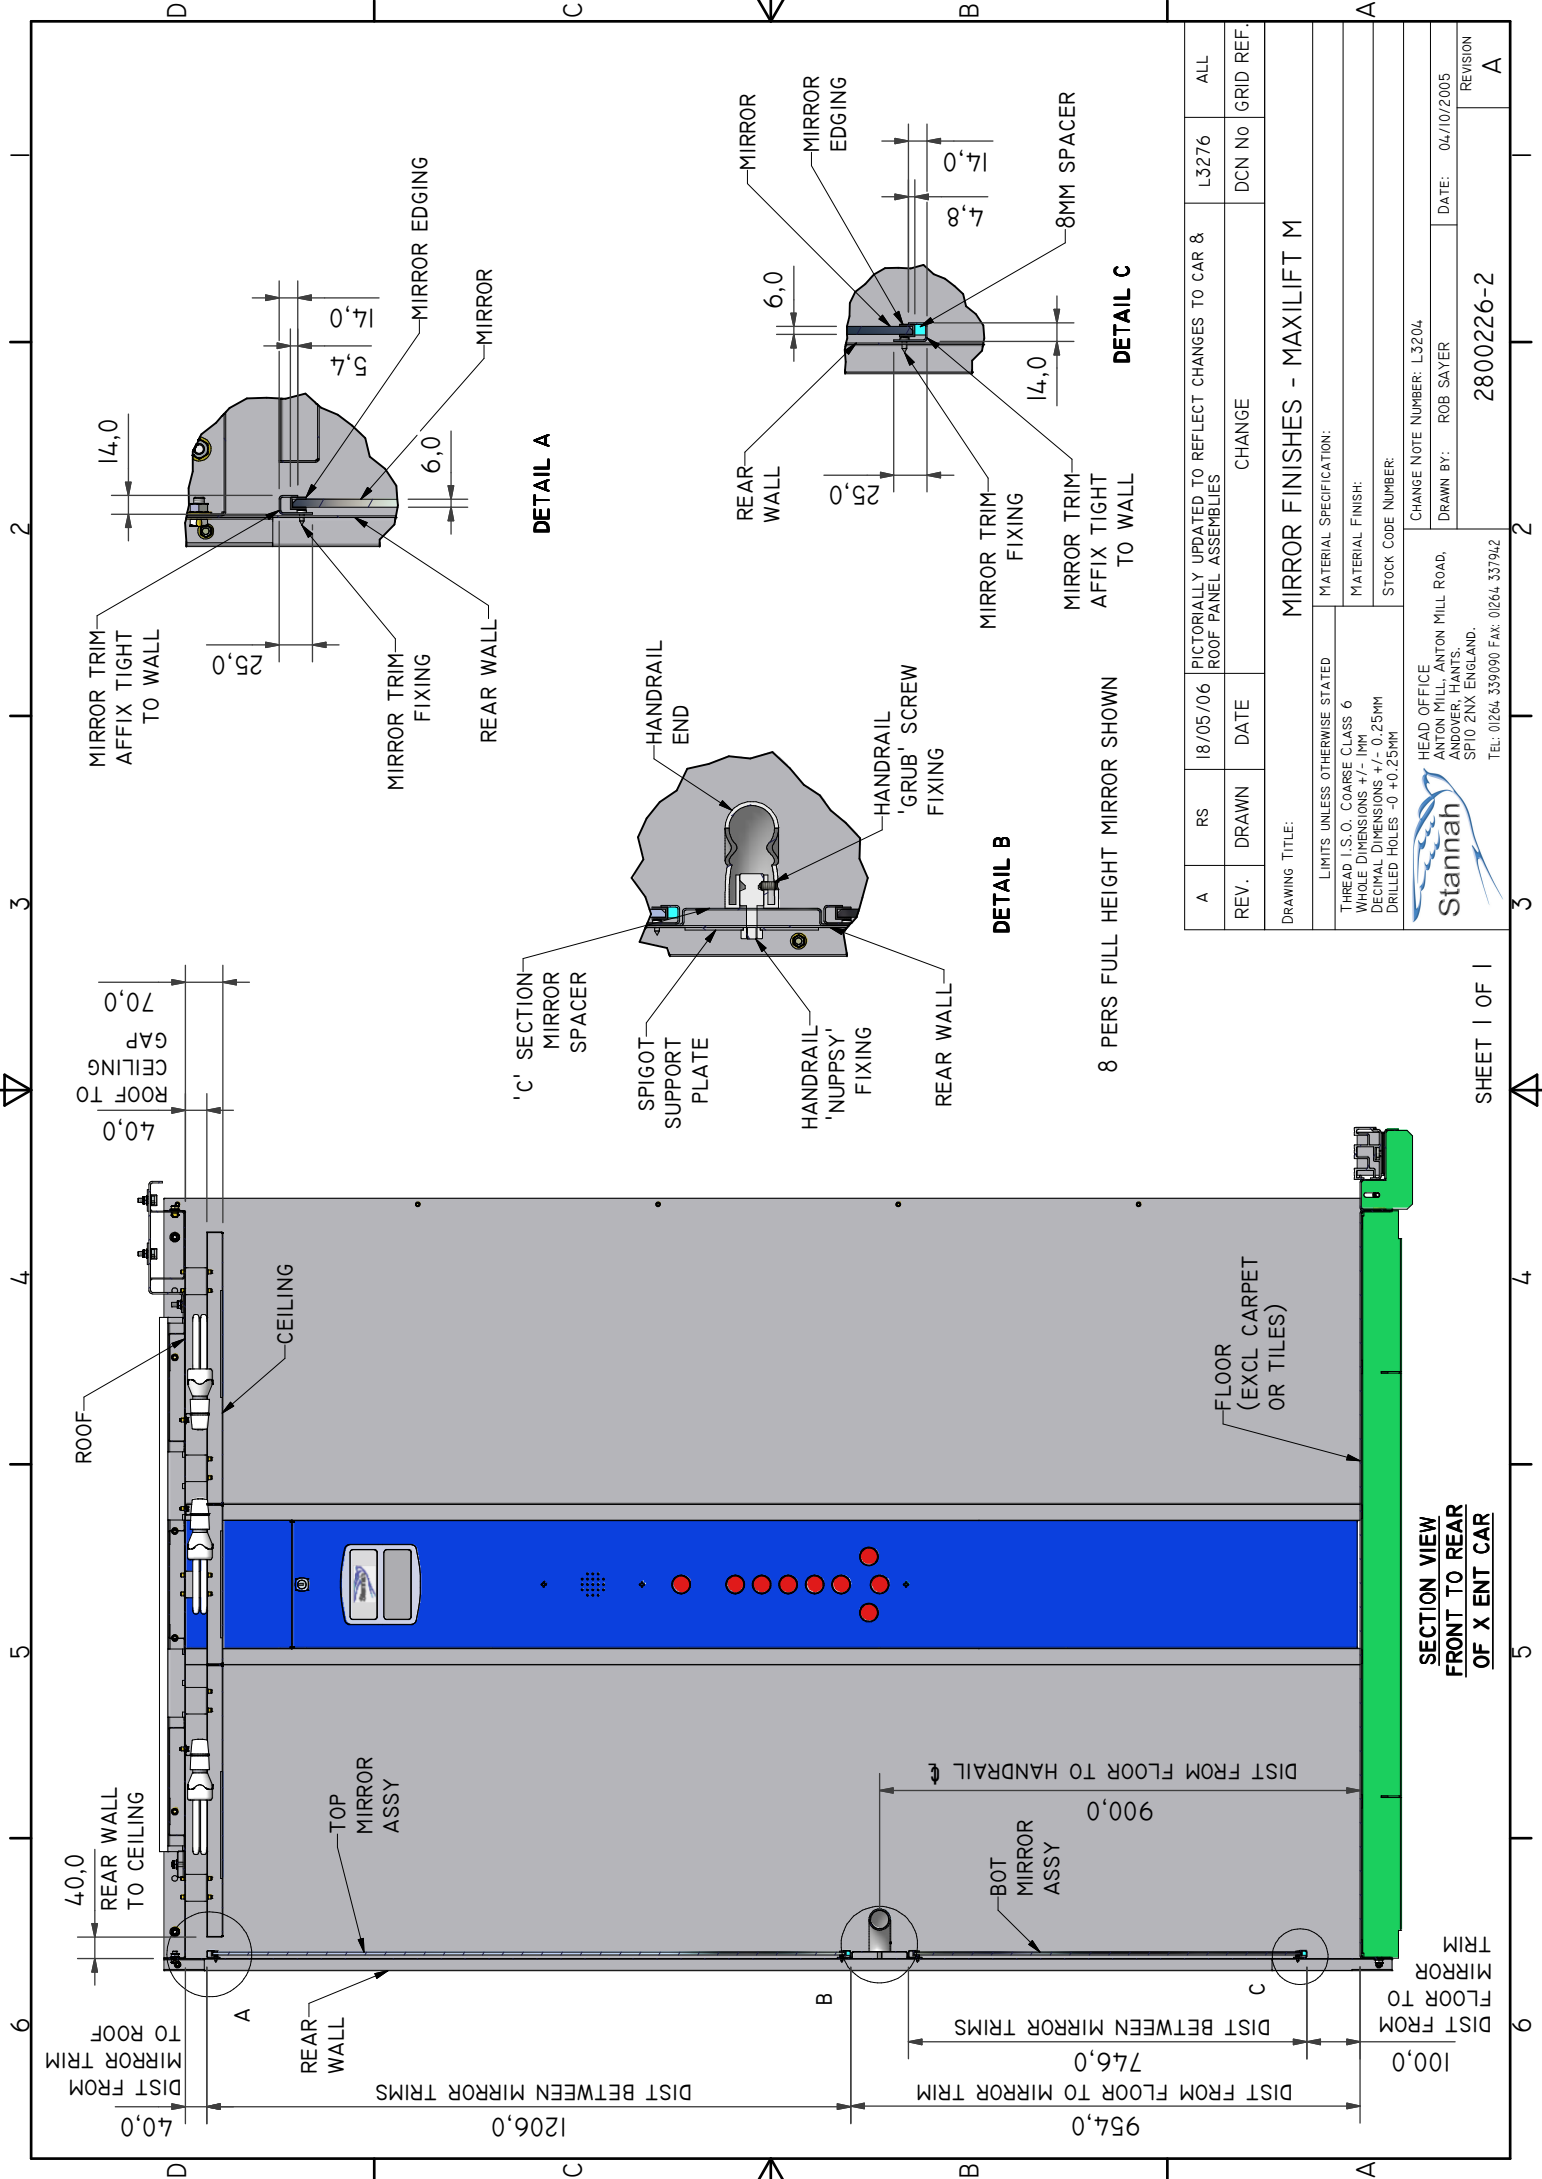 D
C
B
A
6
5
4
3
2
1
40,0
DIST FROM
MIRROR TRIM
TO ROOF
1206,0
DIST BETWEEN MIRROR TRIMS
954,0
DIST FROM FLOOR TO MIRROR TRIM
746,0
DIST BETWEEN MIRROR TRIMS
100,0
DIST FROM
FLOOR TO
MIRROR
TRIM
40,0
REAR WALL
TO CEILING
REAR
WALL
A
B
C
TOP
MIRROR
ASSY
BOT
MIRROR
ASSY
900,0
DIST FROM FLOOR TO HANDRAIL ℄
ROOF
CEILING
FLOOR
(EXCL CARPET
OR TILES)
40,0
70,0
ROOF TO
CEILING
GAP
SECTION VIEW
FRONT TO REAR
OF X ENT CAR
MIRROR TRIM
AFFIX TIGHT
TO WALL
25,0
MIRROR TRIM
FIXING
REAR WALL
14,0
5,4
14,0
6,0
MIRROR EDGING
MIRROR
DETAIL A
'C' SECTION
MIRROR
SPACER
SPIGOT
SUPPORT
PLATE
HANDRAIL
'NUPPSY'
FIXING
REAR WALL
HANDRAIL
END
HANDRAIL
'GRUB' SCREW
FIXING
DETAIL B
REAR
WALL
25,0
MIRROR TRIM
FIXING
MIRROR TRIM
AFFIX TIGHT
TO WALL
6,0
14,0
4,8
14,0
MIRROR
MIRROR
EDGING
8MM SPACER
DETAIL C
8 PERS FULL HEIGHT MIRROR SHOWN
A RS 18/05/06 PICTORIALLY UPDATED TO REFLECT CHANGES TO CAR &
ROOF PANEL ASSEMBLIES L3276 ALL
REV. DRAWN DATE CHANGE DCN No GRID REF.
DRAWING TITLE: MIRROR FINISHES - MAXILIFT M
LIMITS UNLESS OTHERWISE STATED
THREAD I.S.O. COARSE CLASS 6
WHOLE DIMENSIONS +/- 1MM
DECIMAL DIMENSIONS +/- 0.25MM
DRILLED HOLES -0 +0.25MM
MATERIAL SPECIFICATION:
MATERIAL FINISH:
STOCK CODE NUMBER:
Stannah
HEAD OFFICE
ANTON MILL, ANTON MILL ROAD,
ANDOVER, HANTS.
SP10 2NX ENGLAND.
TEL: 01264 339090 FAX: 01264 337942
CHANGE NOTE NUMBER: L3204
DRAWN BY: ROB SAYER DATE: 04/10/2005
2800226-2
REVISION
A
SHEET 1 OF 1
6
5
4
3
2
1
D
C
B
A